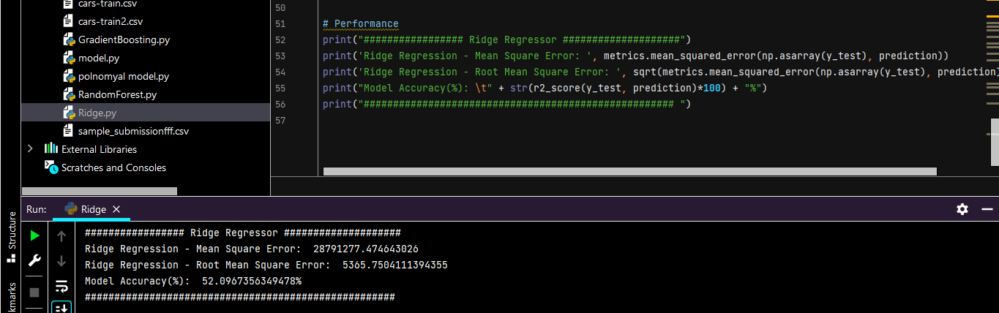 cars-train.csv
cars-train2.csv
GradientBoosting.py
model.py
polnomyal model.py
RandomForest.py
Ridge.py
sample_submissionfff.csv
External Libraries
Scratches and Consoles
50
51 # Performance
52 print("################# Ridge Regressor ####################")
53 print('Ridge Regression - Mean Square Error: ', metrics.mean_squared_error(np.asarray(y_test), prediction))
54 print('Ridge Regression - Root Mean Square Error: ', sqrt(metrics.mean_squared_error(np.asarray(y_test), prediction)
55 print("Model Accuracy(%): \t" + str(r2_score(y_test, prediction)*100) + "%")
56 print("##################################################### ")
57
Run: Ridge
Structure
kmarks
################# Ridge Regressor ####################
Ridge Regression - Mean Square Error:  28791277.474643026
Ridge Regression - Root Mean Square Error:  5365.7504111394355
Model Accuracy(%):  52.0967356349478%
#####################################################